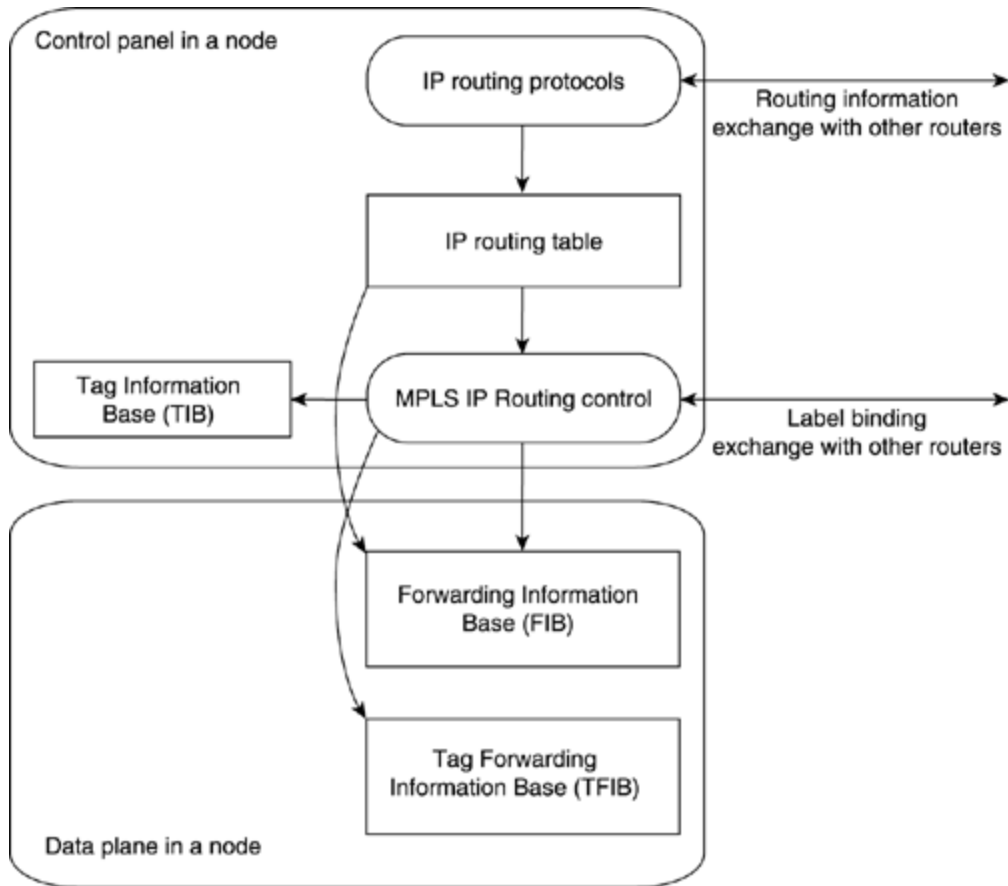 Control panel in a node
IP routing protocols
Routing information
exchange with other routers
IP routing table
Tag Information
Base (TIB)
MPLS IP Routing control
Label binding
exchange with other routers
Forwarding Information
Base (FIB)
Tag Forwarding
Information Base (TFIB)
Data plane in a node